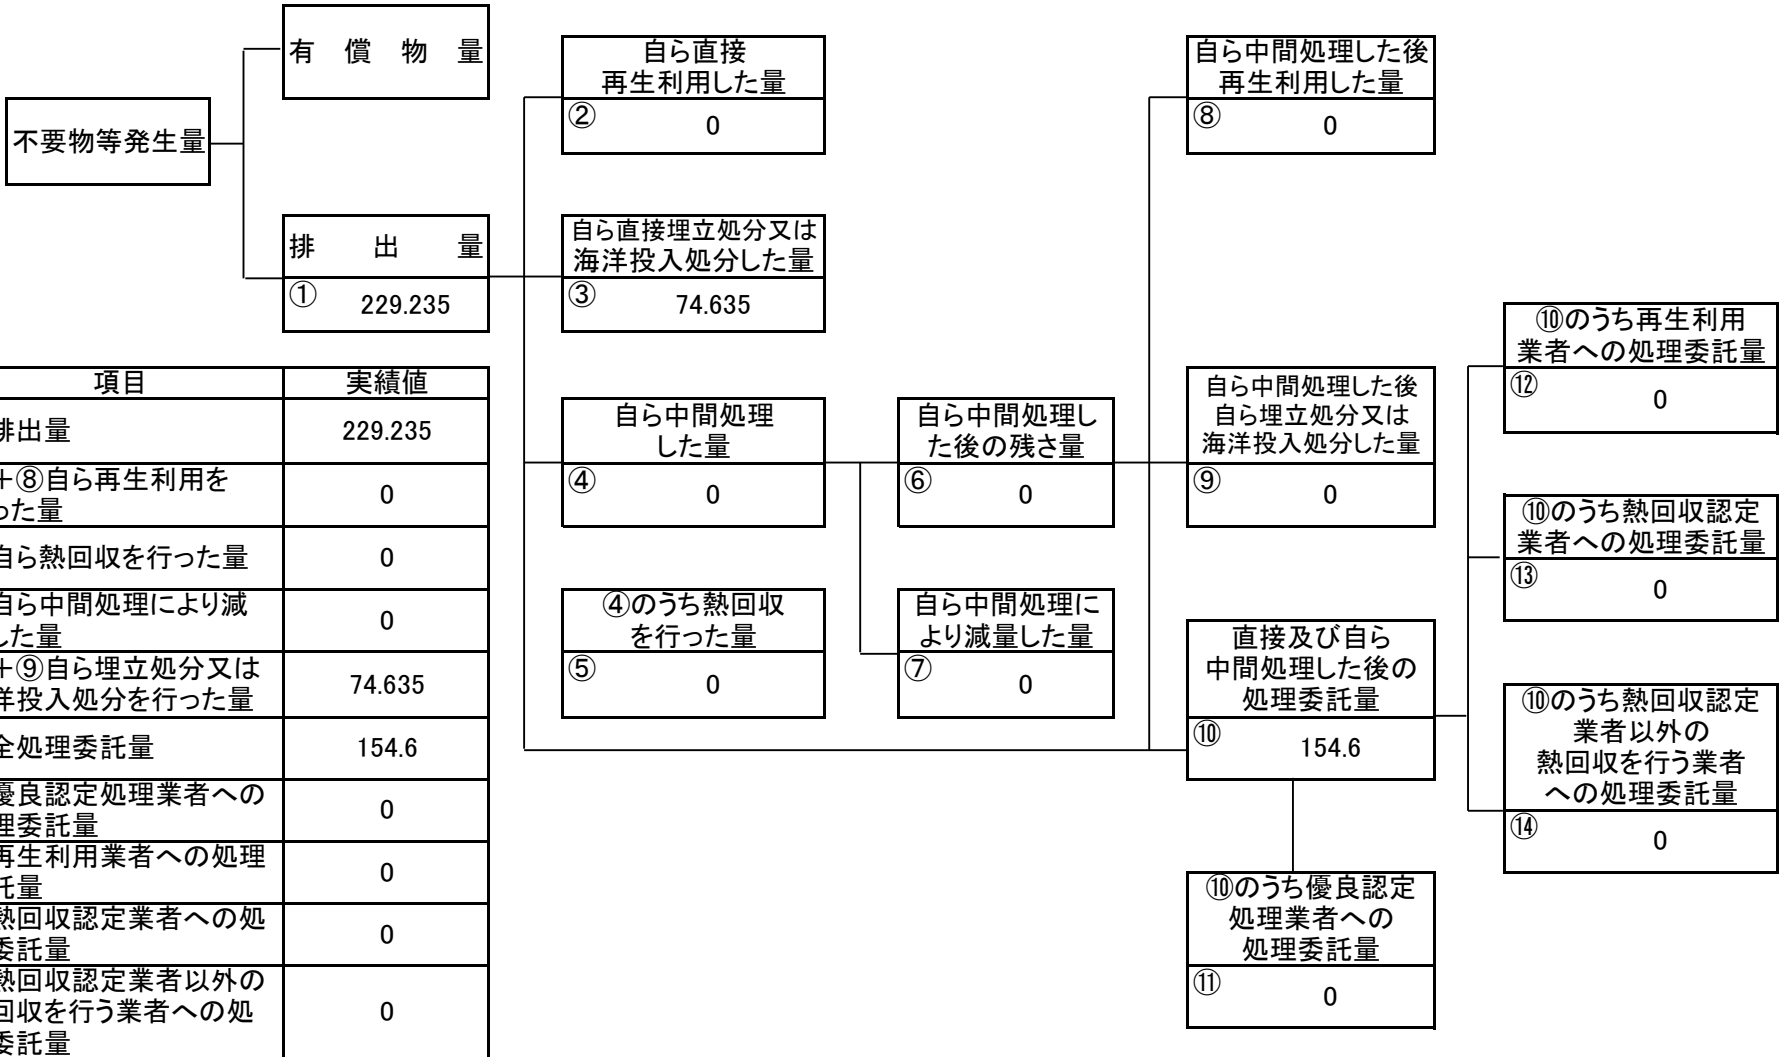 有償物量
不要物等発生量
排出量
① 229.235
自ら直接
再生利用した量
② 0
自ら直接埋立処分又は
海洋投入処分した量
③ 74.635
自ら中間処理
した量
④ 0
④のうち熱回収
を行った量
⑤ 0
自ら中間処理し
た後の残さ量
⑥ 0
自ら中間処理に
より減量した量
⑦ 0
自ら中間処理した後
再生利用した量
⑧ 0
自ら中間処理した後
自ら埋立処分又は
海洋投入処分した量
⑨ 0
直接及び自ら
中間処理した後の
処理委託量
⑩ 154.6
⑩のうち優良認定
処理業者への
処理委託量
⑪ 0
⑩のうち再生利用
業者への処理委託量
⑫ 0
⑩のうち熱回収認定
業者への処理委託量
⑬ 0
⑩のうち熱回収認定
業者以外の
熱回収を行う業者
への処理委託量
⑭ 0
項目 実績値
排出量 229.235
+⑧自ら再生利用を
った量 0
自ら熱回収を行った量 0
自ら中間処理により減
した量 0
+⑨自ら埋立処分又は
洋投入処分を行った量 74.635
全処理委託量 154.6
優良認定処理業者への
理委託量 0
再生利用業者への処理
託量 0
熱回収認定業者への処
委託量 0
熱回収認定業者以外の
回収を行う業者への処
委託量 0